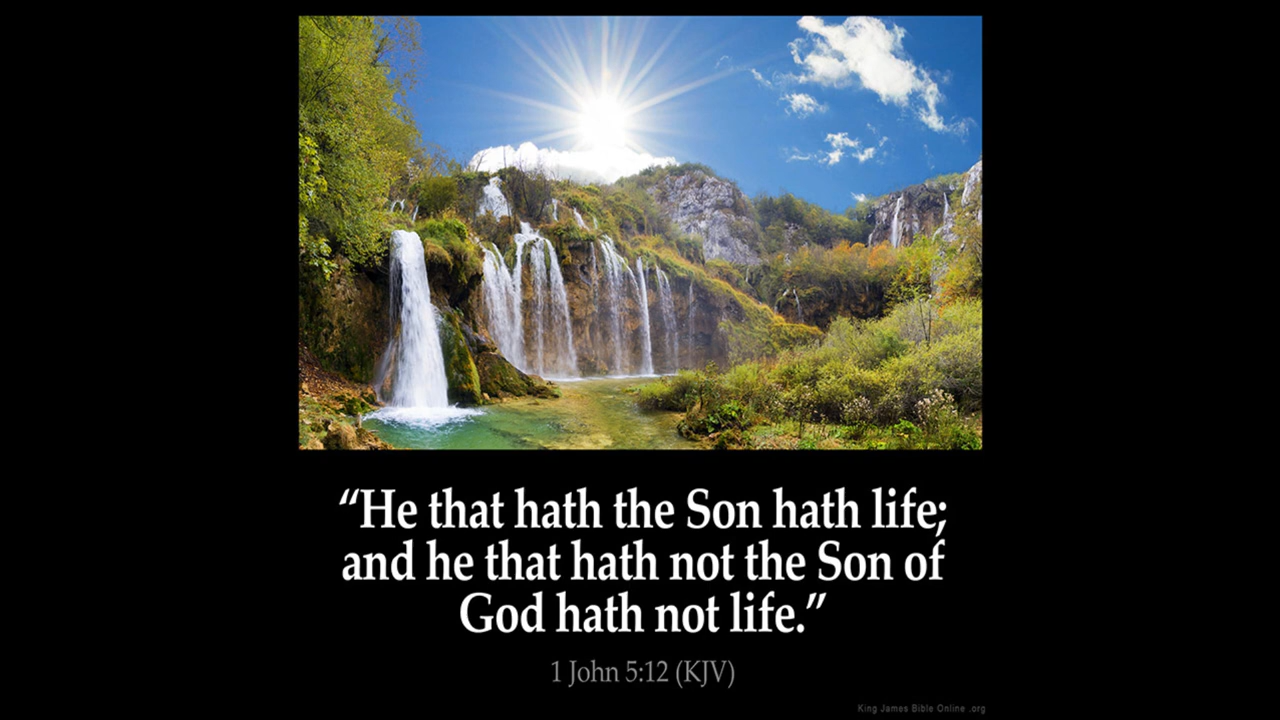 “He that hath the Son hath life;
and he that hath not the Son of
God hath not life.”
1 John 5:12 (KJV)
King James Bible Online .org